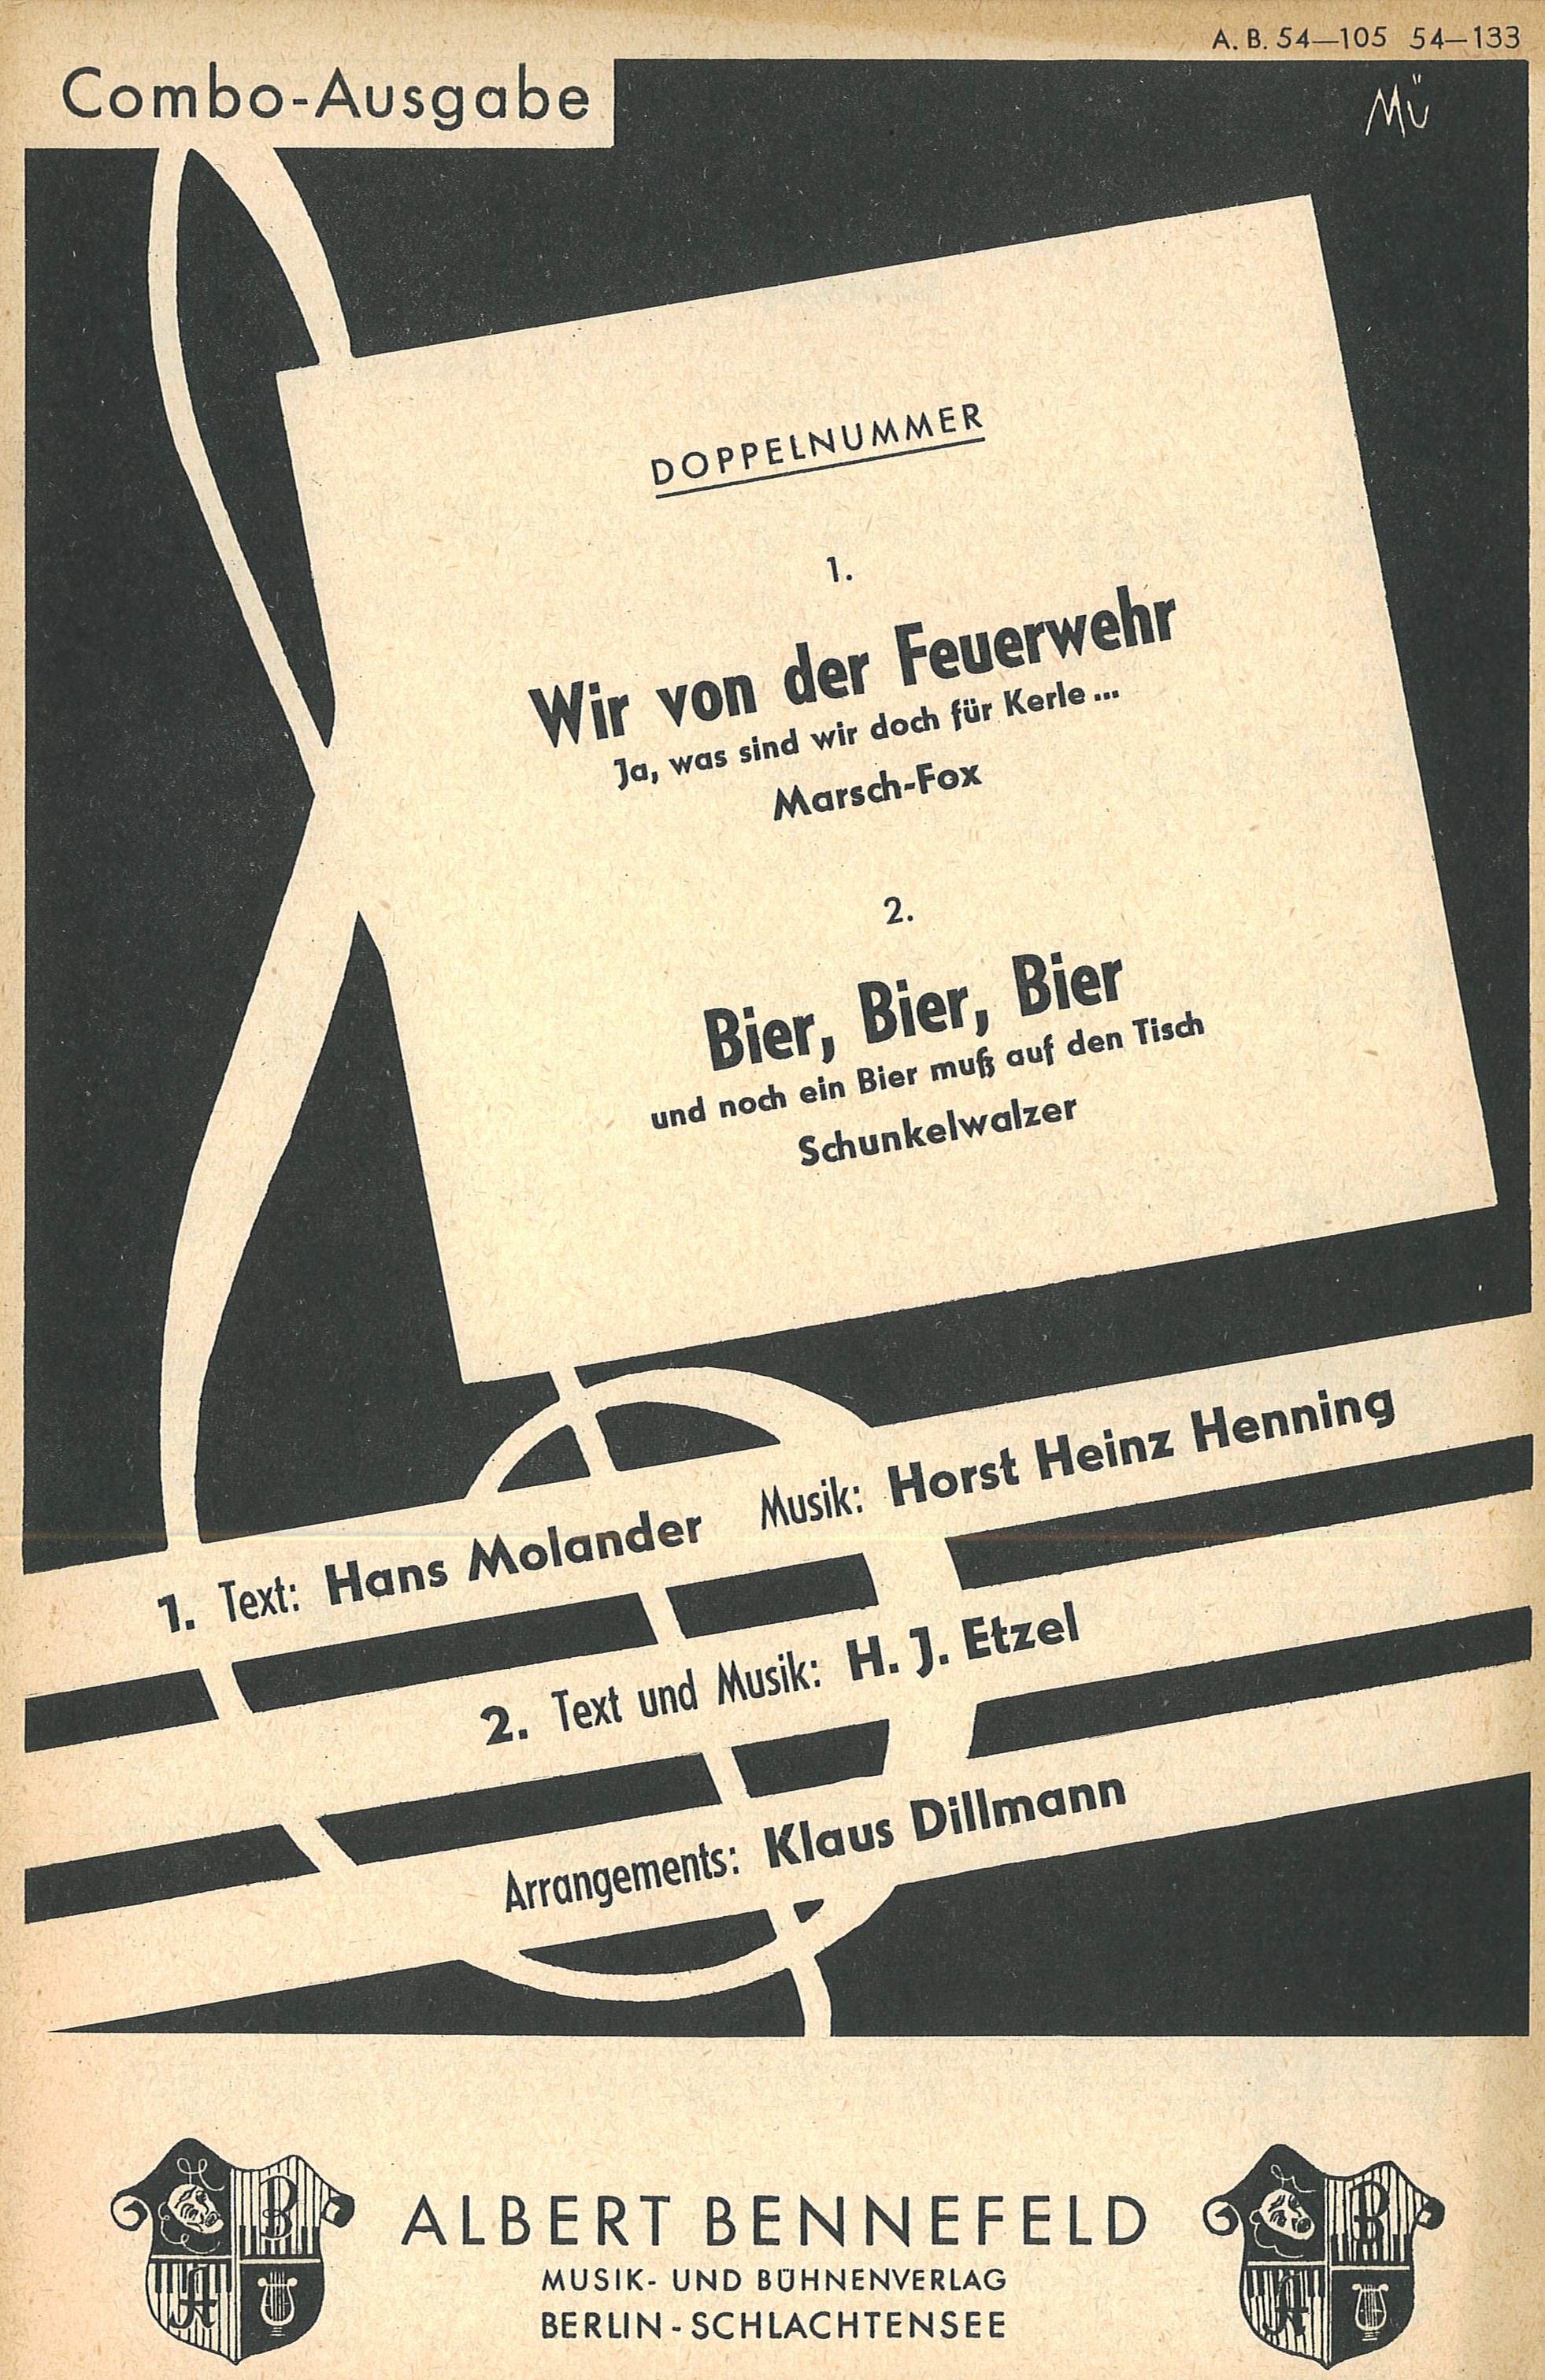 A. B. 54—105 54—133
Combo-Ausgabe
Mü
DOPPELNUMMER
1.
Wir von der Feuerwehr
Ja, was sind wir doch für Kerle ...
Marsch-Fox
2.
Bier, Bier, Bier
und noch ein Bier muß auf den Tisch
Schunkelwalzer
1. Text: Hans Molander Musik: Horst Heinz Henning
2. Text und Musik: H. J. Etzel
Arrangements: Klaus Dillmann
B
A
B
A
ALBERT BENNEFELD
MUSIK- UND BÜHNENVERLAG
BERLIN - SCHLACHTENSEE